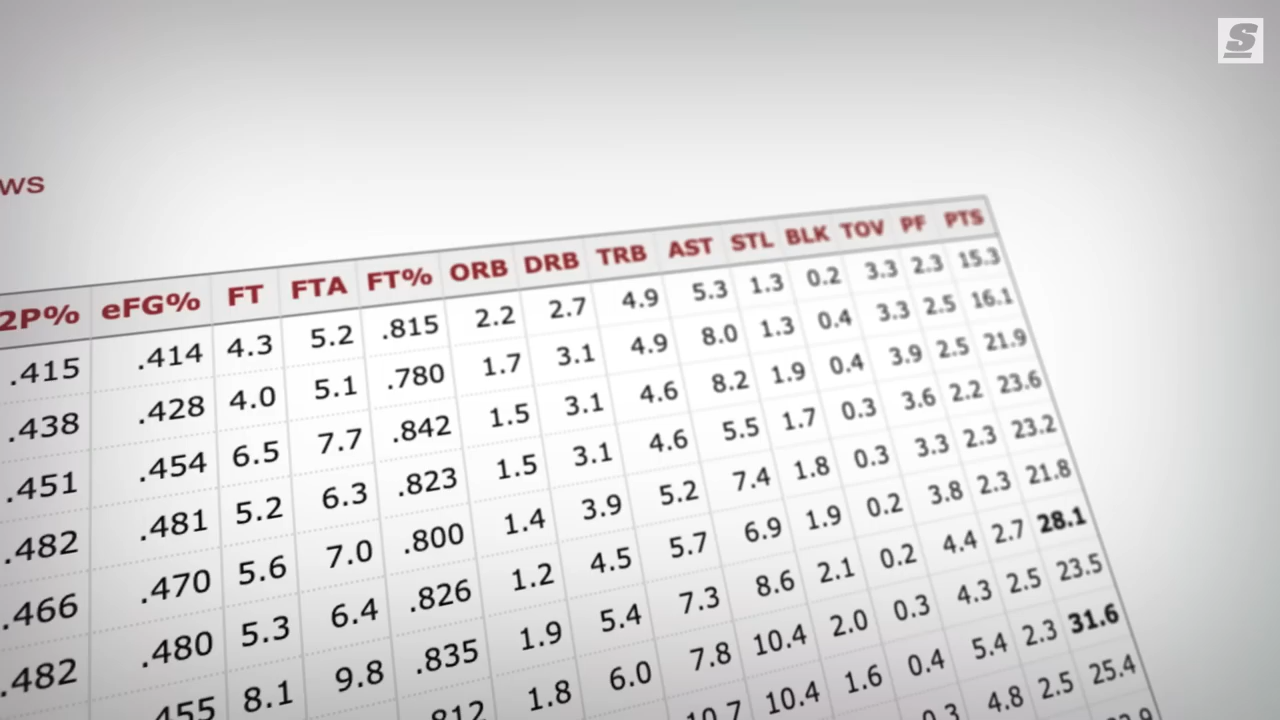 S
ws
2P% eFG% FT FTA FT% ORB DRB TRB AST STL BLK TOV PF PTS
.415 .414 4.3 5.2 .815 2.2 2.7 4.9 5.3 1.3 0.2 3.3 2.3 15.3
.438 .428 4.0 5.1 .780 1.7 3.1 4.9 8.0 1.3 0.4 3.3 2.5 16.1
.451 .454 6.5 7.7 .842 1.5 3.1 4.6 8.2 1.9 0.4 3.9 2.5 21.9
.482 .481 5.2 6.3 .823 1.5 3.1 4.6 5.5 1.7 0.3 3.6 2.2 23.6
.466 .470 5.6 7.0 .800 1.4 3.9 5.2 7.4 1.8 0.3 3.3 2.3 23.2
.482 .480 5.3 6.4 .826 1.2 4.5 5.7 6.9 1.9 0.2 3.8 2.3 21.8
.455 8.1 9.8 .835 1.9 5.4 7.3 8.6 2.1 0.2 4.4 2.7 28.1
.812 1.8 6.0 7.8 10.4 2.0 0.3 4.3 2.5 23.5
10.7 10.4 1.6 0.4 5.4 2.3 31.6
0.3 4.8 2.5 25.4